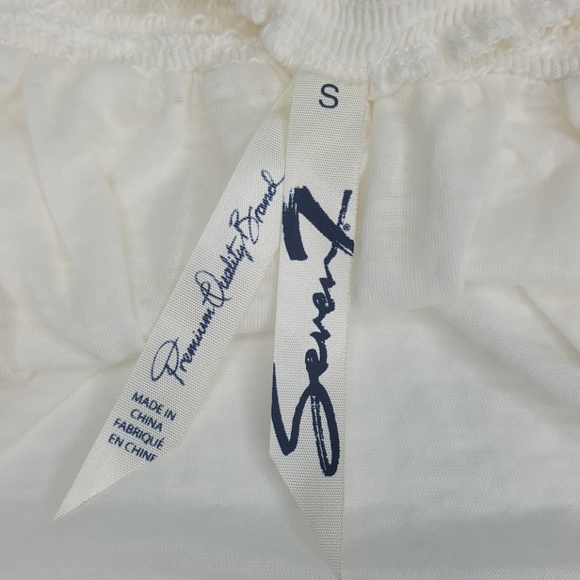 S
Seven7®
Premium Quality Brand
MADE IN
CHINA
FABRIQUÉ
EN CHINE